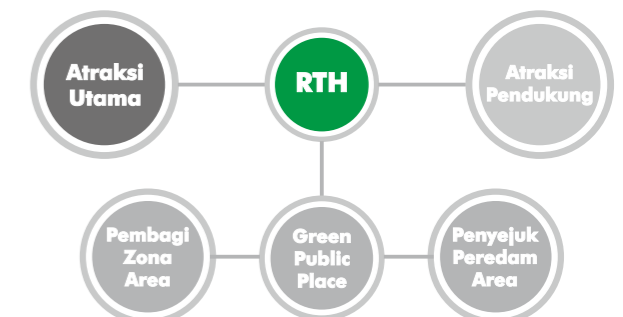 Atraksi
Utama
RTH
Atraksi
Pendukung
Pembagi
Zona
Area
Green
Public
Place
Penyejuk
Peredam
Area